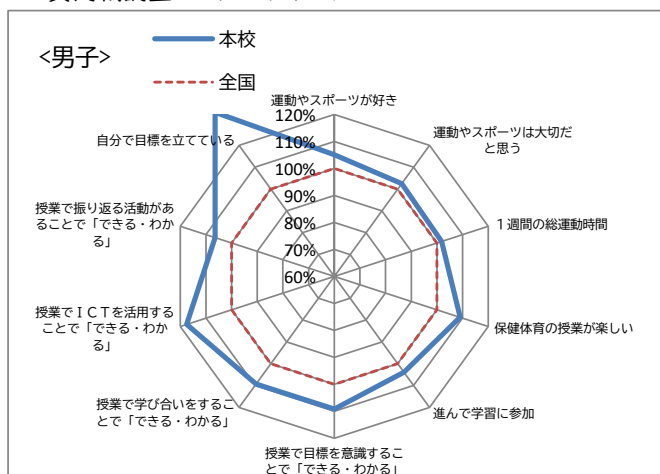 <男子>
本校
全国
運動やスポーツが好き
運動やスポーツは大切だ
と思う
１週間の総運動時間
保健体育の授業が楽しい
進んで学習に参加
授業で目標を意識するこ
とで「できる・わかる」
授業で学び合いをするこ
とで「できる・わかる」
授業でＩＣＴを活用する
ことで「できる・わか
る」
授業で振り返る活動があ
ることで「できる・わか
る」
自分で目標を立てている
120%
110%
100%
90%
80%
70%
60%